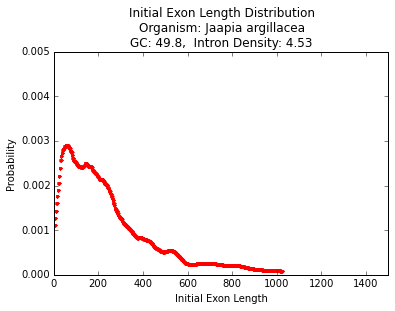 Initial Exon Length Distribution
Organism: Jaapia argillacea
GC: 49.8,  Intron Density: 4.53
0.005
0.004
0.003
0.002
0.001
0.000
Probability
0 200 400 600 800 1000 1200 1400
Initial Exon Length